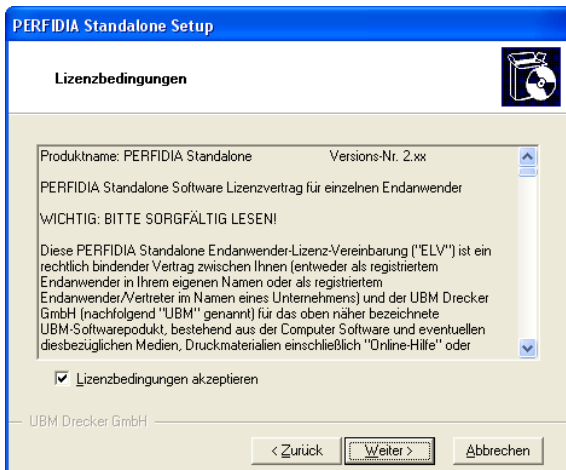 PERFIDIA Standalone Setup
Lizenzbedingungen
Produktname: PERFIDIA Standalone Versions-Nr. 2.xx
PERFIDIA Standalone Software Lizenzvertrag für einzelnen Endanwender
WICHTIG: BITTE SORGFÄLTIG LESEN!
Diese PERFIDIA Standalone Endanwender-Lizenz-Vereinbarung ("ELV") ist ein
rechtlich bindender Vertrag zwischen Ihnen (entweder als registriertem
Endanwender in Ihrem eigenen Namen oder als registriertem
Endanwender/Vertreter im Namen eines Unternehmens) und der UBM Drecker
GmbH (nachfolgend "UBM" genannt) für das oben näher bezeichnete
UBM-Softwarepodukt, bestehend aus der Computer Software und eventuellen
diesbezüglichen Medien, Druckmaterialien einschließlich "Online-Hilfe" oder
Lizenzbedingungen akzeptieren
UBM Drecker GmbH
< Zurück Weiter > Abbrechen